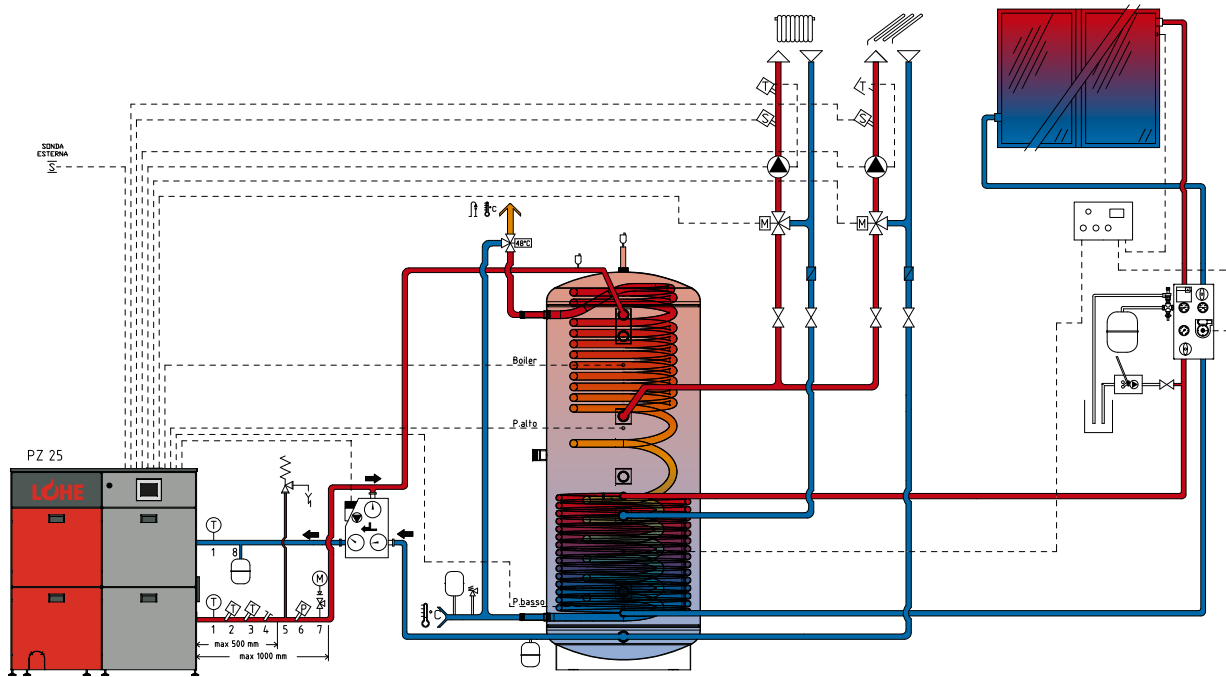 SONDA
ESTERNA
S
T
S
T
S
M
M
°C
48°C
Boiler
P.alto
PZ 25
LOHE
T
1
8
M
T
T
T
P
1
2
3
4
5
6
7
°C
P.basso
max 500 mm
max 1000 mm